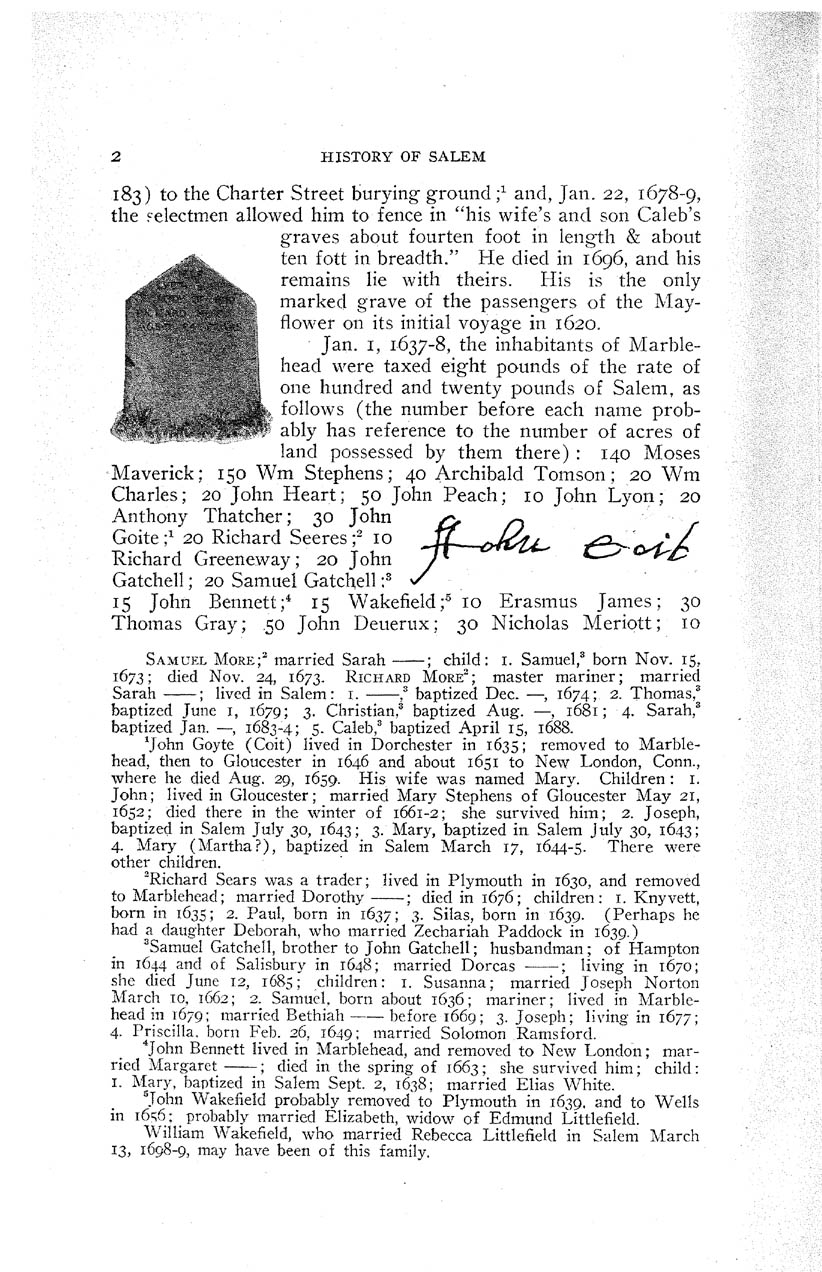 2 HISTORY OF SALEM
183) to the Charter Street burying ground;¹ and, Jan. 22, 1678-9,
the selectmen allowed him to fence in "his wife's and son Caleb's
graves about fourten foot in length & about
ten fott in breadth." He died in 1696, and his
remains lie with theirs. His is the only
marked grave of the passengers of the May-
flower on its initial voyage in 1620.
Jan. 1, 1637-8, the inhabitants of Marble-
head were taxed eight pounds of the rate of
one hundred and twenty pounds of Salem, as
follows (the number before each name prob-
ably has reference to the number of acres of
land possessed by them there): 140 Moses
Maverick; 150 Wm Stephens; 40 Archibald Tomson; 20 Wm
Charles; 20 John Heart; 50 John Peach; 10 John Lyon; 20
Anthony Thatcher; 30 John
Goite;¹ 20 Richard Seeres;² 10
Richard Greeneway; 20 John
Gatchell; 20 Samuel Gatchell:³
John Coit
15 John Bennett;⁴ 15 Wakefield;⁵ 10 Erasmus James; 30
Thomas Gray; 50 John Deuerux; 30 Nicholas Meriott; 10
SAMUEL MORE;² married Sarah ——; child: 1. Samuel,³ born Nov. 15,
1673; died Nov. 24, 1673. RICHARD MORE²; master mariner; married
Sarah ——; lived in Salem: 1. ——,³ baptized Dec. —, 1674; 2. Thomas,³
baptized June 1, 1679; 3. Christian,³ baptized Aug. —, 1681; 4. Sarah,³
baptized Jan. —, 1683-4; 5. Caleb,³ baptized April 15, 1688.
¹John Goyte (Coit) lived in Dorchester in 1635; removed to Marble-
head, then to Gloucester in 1646 and about 1651 to New London, Conn.,
where he died Aug. 29, 1659. His wife was named Mary. Children: 1.
John; lived in Gloucester; married Mary Stephens of Gloucester May 21,
1652; died there in the winter of 1661-2; she survived him; 2. Joseph,
baptized in Salem July 30, 1643; 3. Mary, baptized in Salem July 30, 1643;
4. Mary (Martha?), baptized in Salem March 17, 1644-5. There were
other children.
²Richard Sears was a trader; lived in Plymouth in 1630, and removed
to Marblehead; married Dorothy ——; died in 1676; children: 1. Knyvett,
born in 1635; 2. Paul, born in 1637; 3. Silas, born in 1639. (Perhaps he
had a daughter Deborah, who married Zechariah Paddock in 1639.)
³Samuel Gatchell, brother to John Gatchell; husbandman; of Hampton
in 1644 and of Salisbury in 1648; married Dorcas ——; living in 1670;
she died June 12, 1685; children: 1. Susanna; married Joseph Norton
March 10, 1662; 2. Samuel, born about 1636; mariner; lived in Marble-
head in 1679; married Bethiah —— before 1669; 3. Joseph; living in 1677;
4. Priscilla, born Feb. 26, 1649; married Solomon Ramsford.
⁴John Bennett lived in Marblehead, and removed to New London; mar-
ried Margaret ——; died in the spring of 1663; she survived him; child:
1. Mary, baptized in Salem Sept. 2, 1638; married Elias White.
⁵John Wakefield probably removed to Plymouth in 1639, and to Wells
in 1656; probably married Elizabeth, widow of Edmund Littlefield.
William Wakefield, who married Rebecca Littlefield in Salem March
13, 1698-9, may have been of this family.